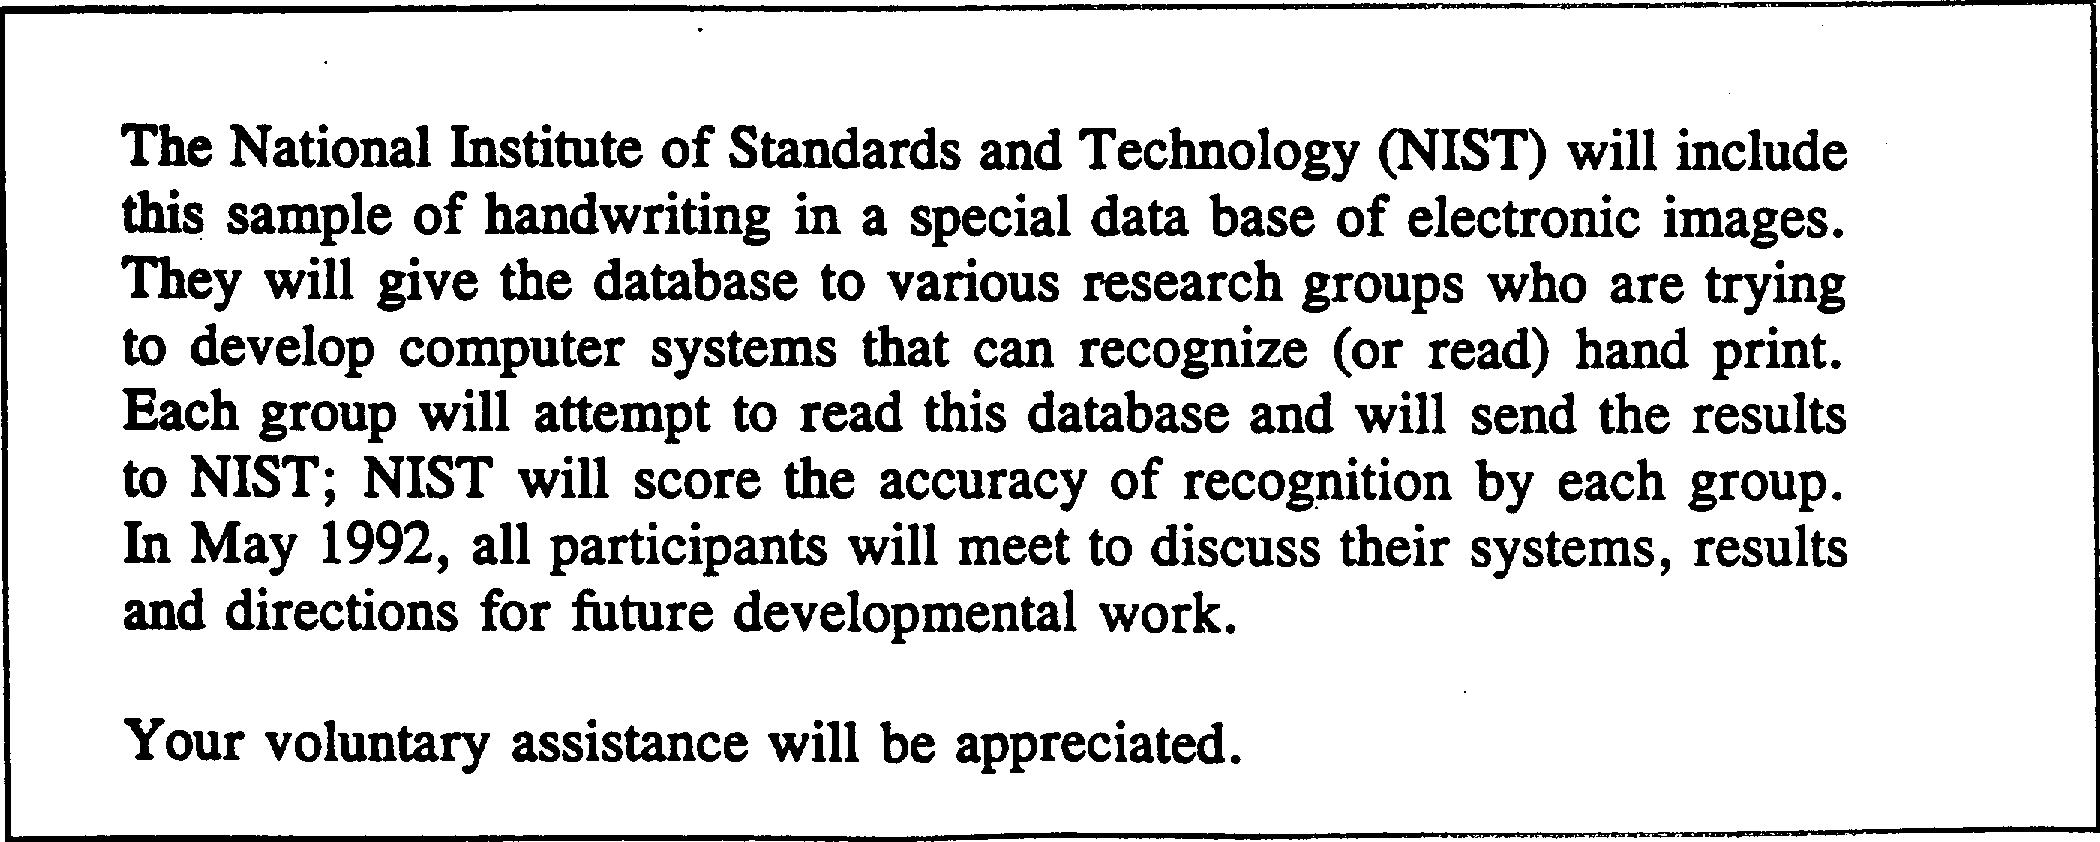 The National Institute of Standards and Technology (NIST) will include
this sample of handwriting in a special data base of electronic images.
They will give the database to various research groups who are trying
to develop computer systems that can recognize (or read) hand print.
Each group will attempt to read this database and will send the results
to NIST; NIST will score the accuracy of recognition by each group.
In May 1992, all participants will meet to discuss their systems, results
and directions for future developmental work.
Your voluntary assistance will be appreciated.